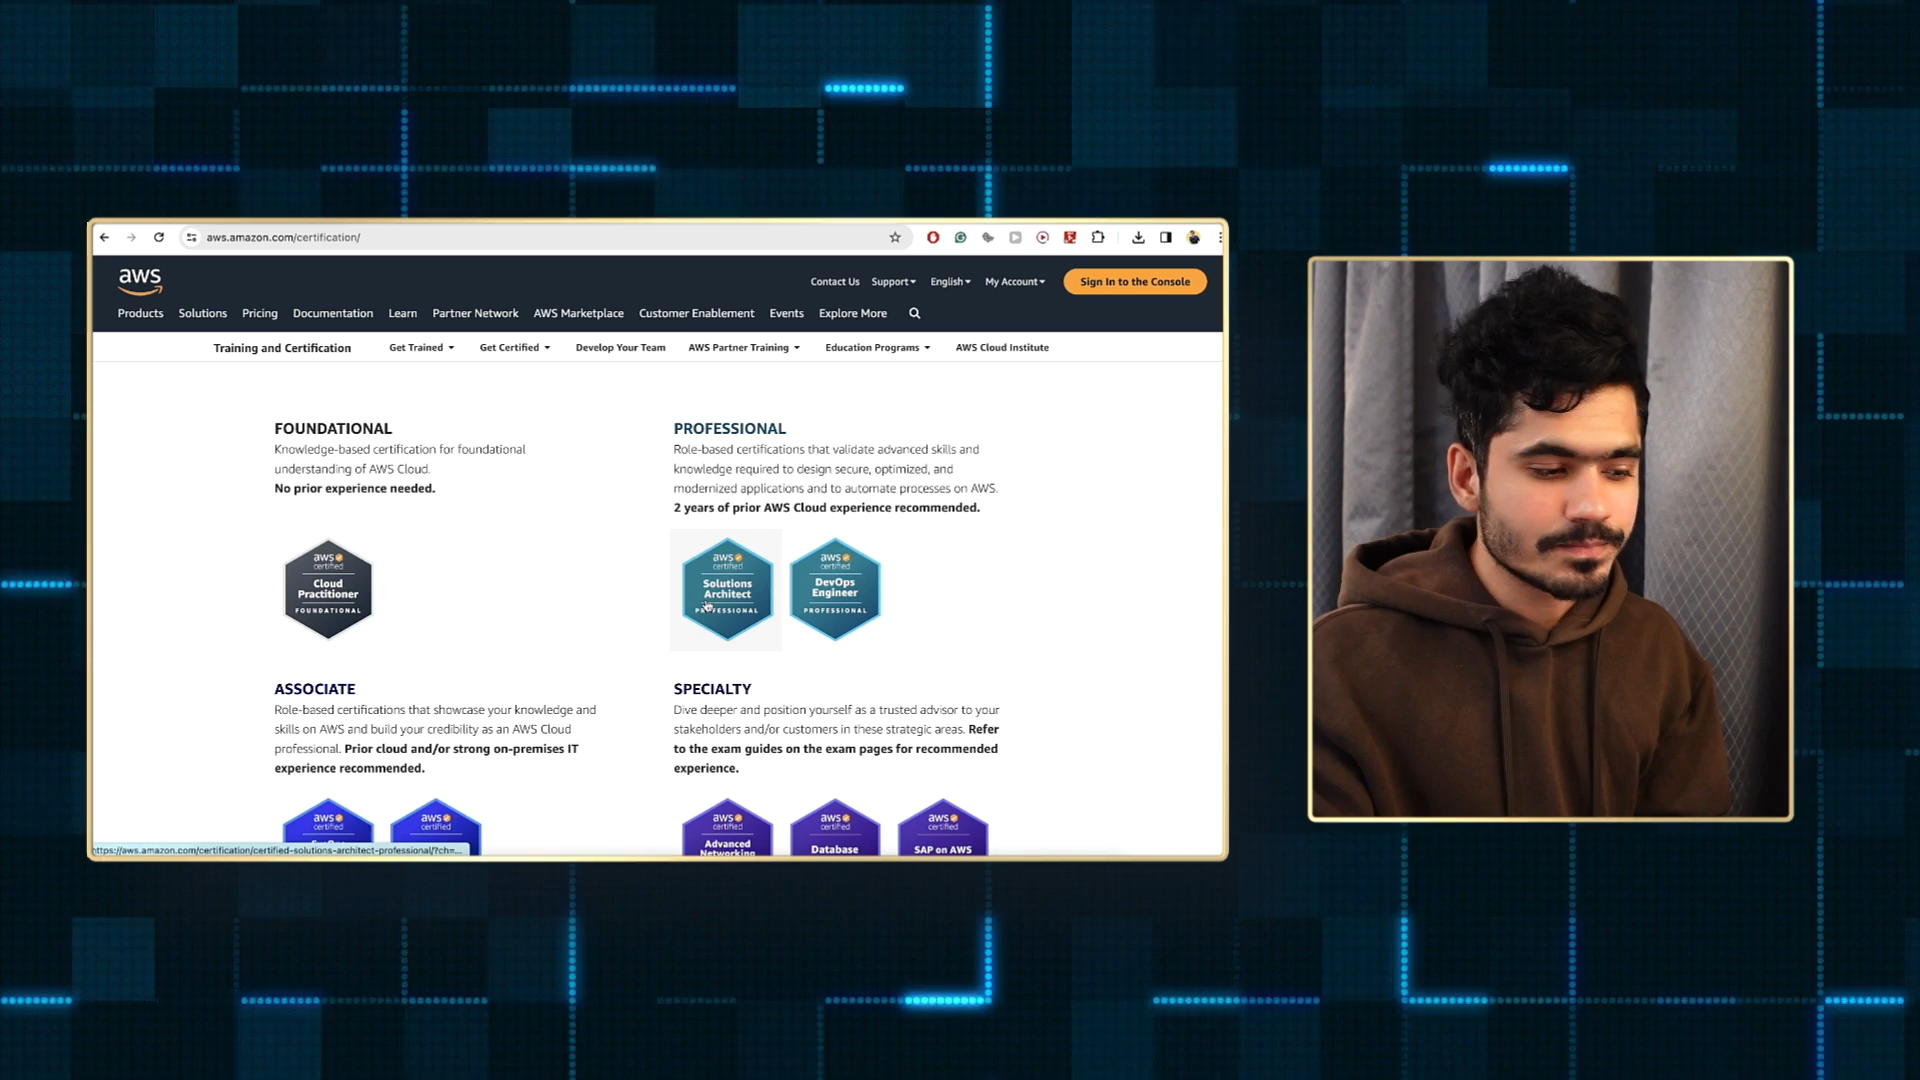 aws.amazon.com/certification/
aws
Contact Us Support English My Account Sign In to the Console
Products Solutions Pricing Documentation Learn Partner Network AWS Marketplace Customer Enablement Events Explore More
Training and Certification Get Trained Get Certified Develop Your Team AWS Partner Training Education Programs AWS Cloud Institute
FOUNDATIONAL
Knowledge-based certification for foundational
understanding of AWS Cloud.
No prior experience needed.
aws
certified
Cloud
Practitioner
FOUNDATIONAL
PROFESSIONAL
Role-based certifications that validate advanced skills and
knowledge required to design secure, optimized, and
modernized applications and to automate processes on AWS.
2 years of prior AWS Cloud experience recommended.
aws
certified
Solutions
Architect
PROFESSIONAL
aws
certified
DevOps
Engineer
PROFESSIONAL
ASSOCIATE
Role-based certifications that showcase your knowledge and
skills on AWS and build your credibility as an AWS Cloud
professional. Prior cloud and/or strong on-premises IT
experience recommended.
aws
certified
aws
certified
SPECIALTY
Dive deeper and position yourself as a trusted advisor to your
stakeholders and/or customers in these strategic areas. Refer
to the exam guides on the exam pages for recommended
experience.
aws
certified
Advanced
Networking
aws
certified
Database
aws
certified
SAP on AWS
https://aws.amazon.com/certification/certified-solutions-architect-professional/?ch=...